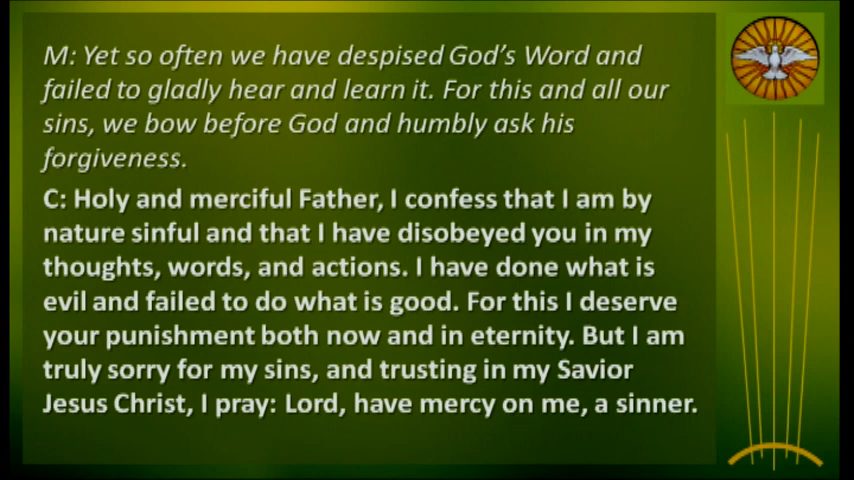 M: Yet so often we have despised God's Word and
failed to gladly hear and learn it. For this and all our
sins, we bow before God and humbly ask his
forgiveness.
C: Holy and merciful Father, I confess that I am by
nature sinful and that I have disobeyed you in my
thoughts, words, and actions. I have done what is
evil and failed to do what is good. For this I deserve
your punishment both now and in eternity. But I am
truly sorry for my sins, and trusting in my Savior
Jesus Christ, I pray: Lord, have mercy on me, a sinner.